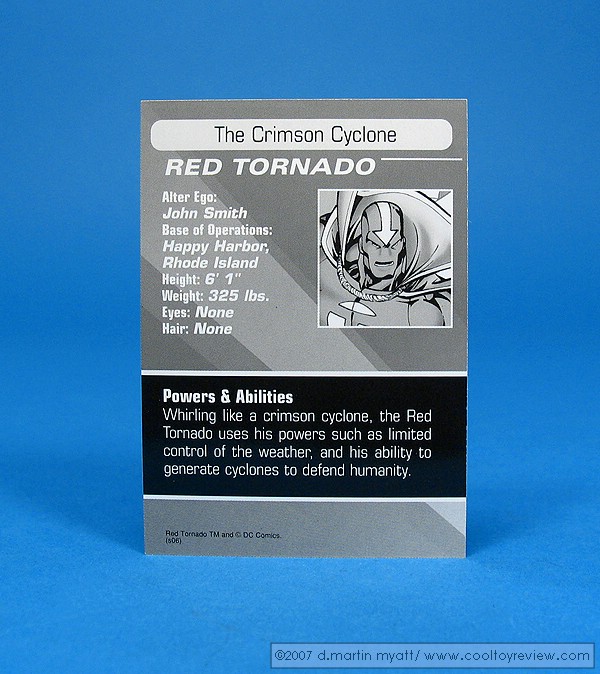 The Crimson Cyclone
RED TORNADO
Alter Ego:
John Smith
Base of Operations:
Happy Harbor,
Rhode Island
Height: 6' 1"
Weight: 325 lbs.
Eyes: None
Hair: None
Powers & Abilities
Whirling like a crimson cyclone, the Red
Tornado uses his powers such as limited
control of the weather, and his ability to
generate cyclones to defend humanity.
Red Tornado TM and © DC Comics.
(s06)
©2007 d.martin myatt/ www.cooltoyreview.com